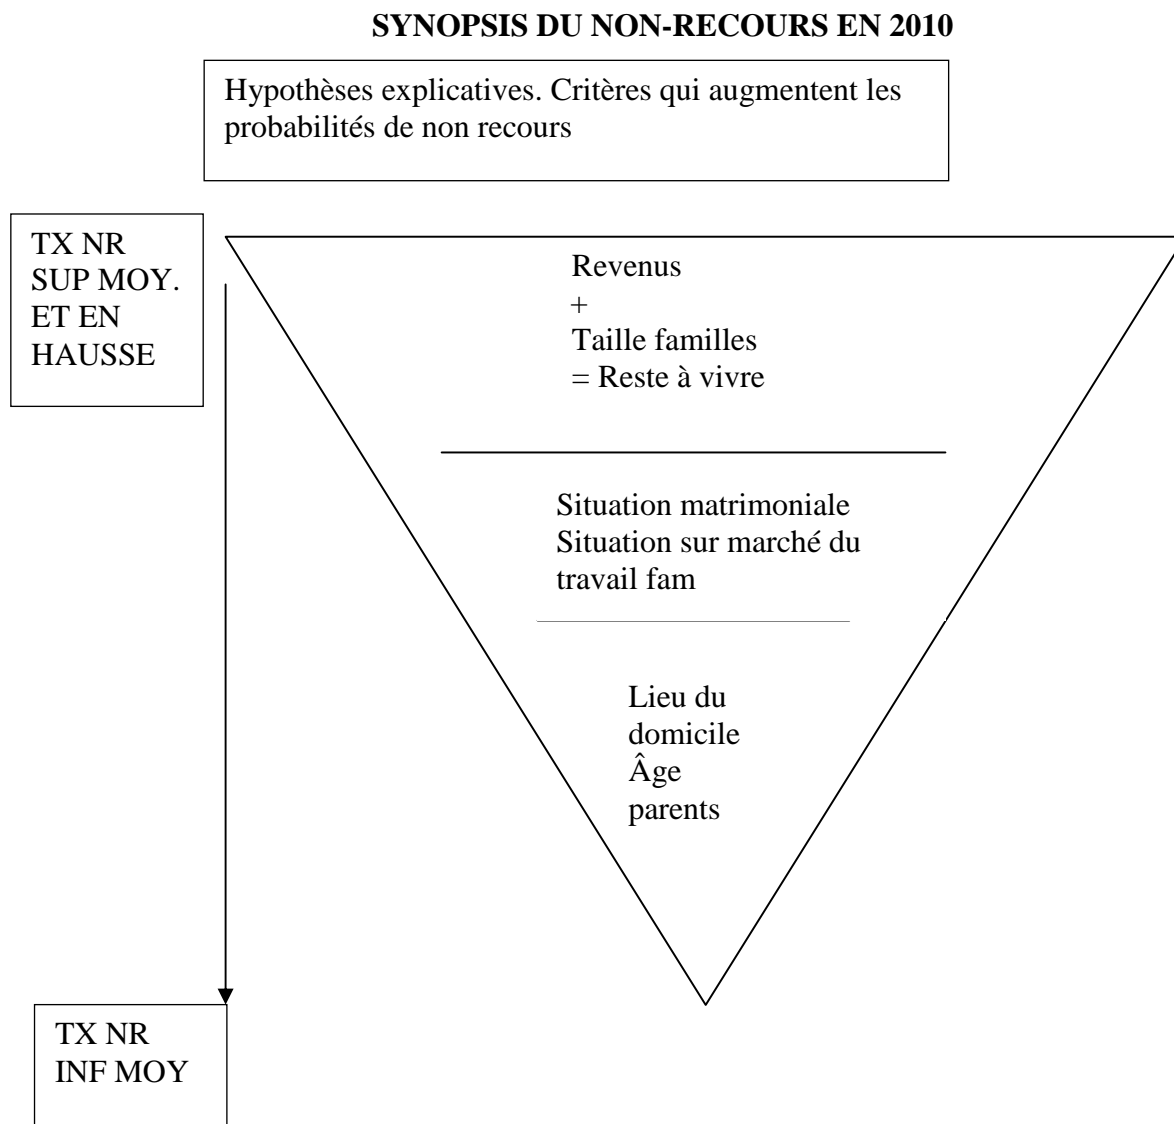 SYNOPSIS DU NON-RECOURS EN 2010
Hypothèses explicatives. Critères qui augmentent les
probabilités de non recours
TX NR
SUP MOY.
ET EN
HAUSSE
Revenus
+
Taille familles
= Reste à vivre
Situation matrimoniale
Situation sur marché du
travail fam
Lieu du
domicile
Âge
parents
TX NR
INF MOY